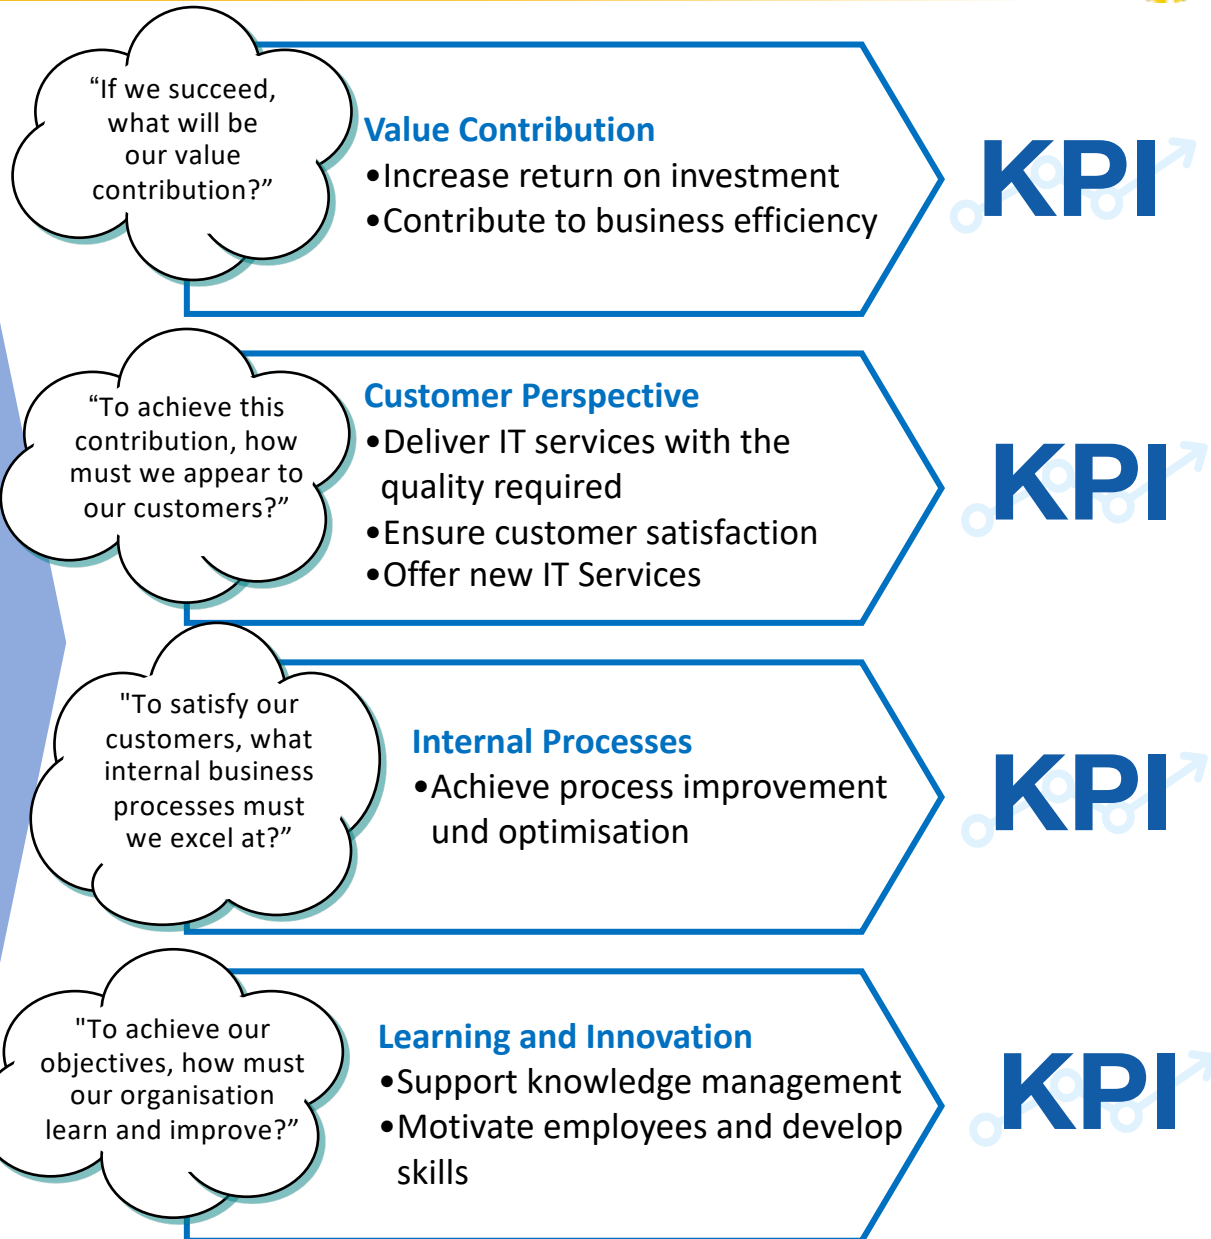 “If we succeed,
what will be
our value
contribution?”
Value Contribution
•Increase return on investment
•Contribute to business efficiency
KPI
“To achieve this
contribution, how
must we appear to
our customers?”
Customer Perspective
•Deliver IT services with the
quality required
•Ensure customer satisfaction
•Offer new IT Services
KPI
"To satisfy our
customers, what
internal business
processes must
we excel at?”
Internal Processes
•Achieve process improvement
und optimisation
KPI
"To achieve our
objectives, how must
our organisation
learn and improve?”
Learning and Innovation
•Support knowledge management
•Motivate employees and develop
skills
KPI